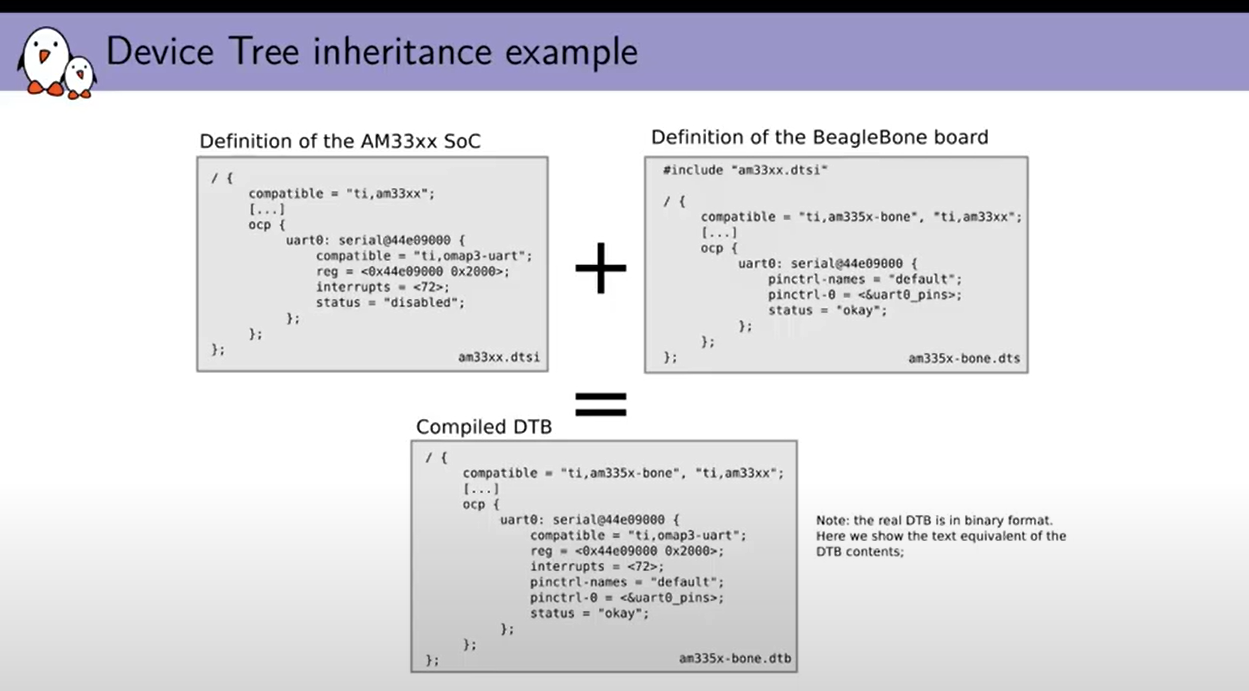 Device Tree inheritance example
Definition of the AM33xx SoC
/ {
compatible = "ti,am33xx";
[...]
ocp {
uart0: serial@44e09000 {
compatible = "ti,omap3-uart";
reg = <0x44e09000 0x2000>;
interrupts = <72>;
status = "disabled";
};
};
};
am33xx.dtsi
+
Definition of the BeagleBone board
#include "am33xx.dtsi"
/ {
compatible = "ti,am335x-bone", "ti,am33xx";
[...]
ocp {
uart0: serial@44e09000 {
pinctrl-names = "default";
pinctrl-0 = <&uart0_pins>;
status = "okay";
};
};
};
am335x-bone.dts
=
Compiled DTB
/ {
compatible = "ti,am335x-bone", "ti,am33xx";
[...]
ocp {
uart0: serial@44e09000 {
compatible = "ti,omap3-uart";
reg = <0x44e09000 0x2000>;
interrupts = <72>;
pinctrl-names = "default";
pinctrl-0 = <&uart0_pins>;
status = "okay";
};
};
};
am335x-bone.dtb
Note: the real DTB is in binary format.
Here we show the text equivalent of the
DTB contents;